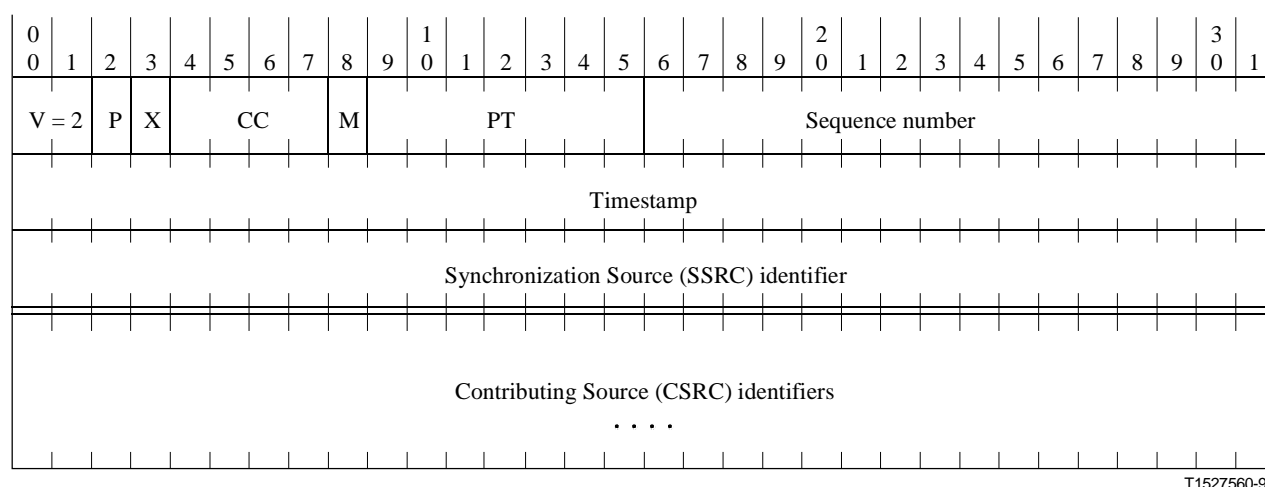 0 1 2 3
0 1 2 3 4 5 6 7 8 9 0 1 2 3 4 5 6 7 8 9 0 1 2 3 4 5 6 7 8 9 0 1
V = 2 P X CC M PT Sequence number
Timestamp
Synchronization Source (SSRC) identifier
Contributing Source (CSRC) identifiers
. . . .
T1527560-9